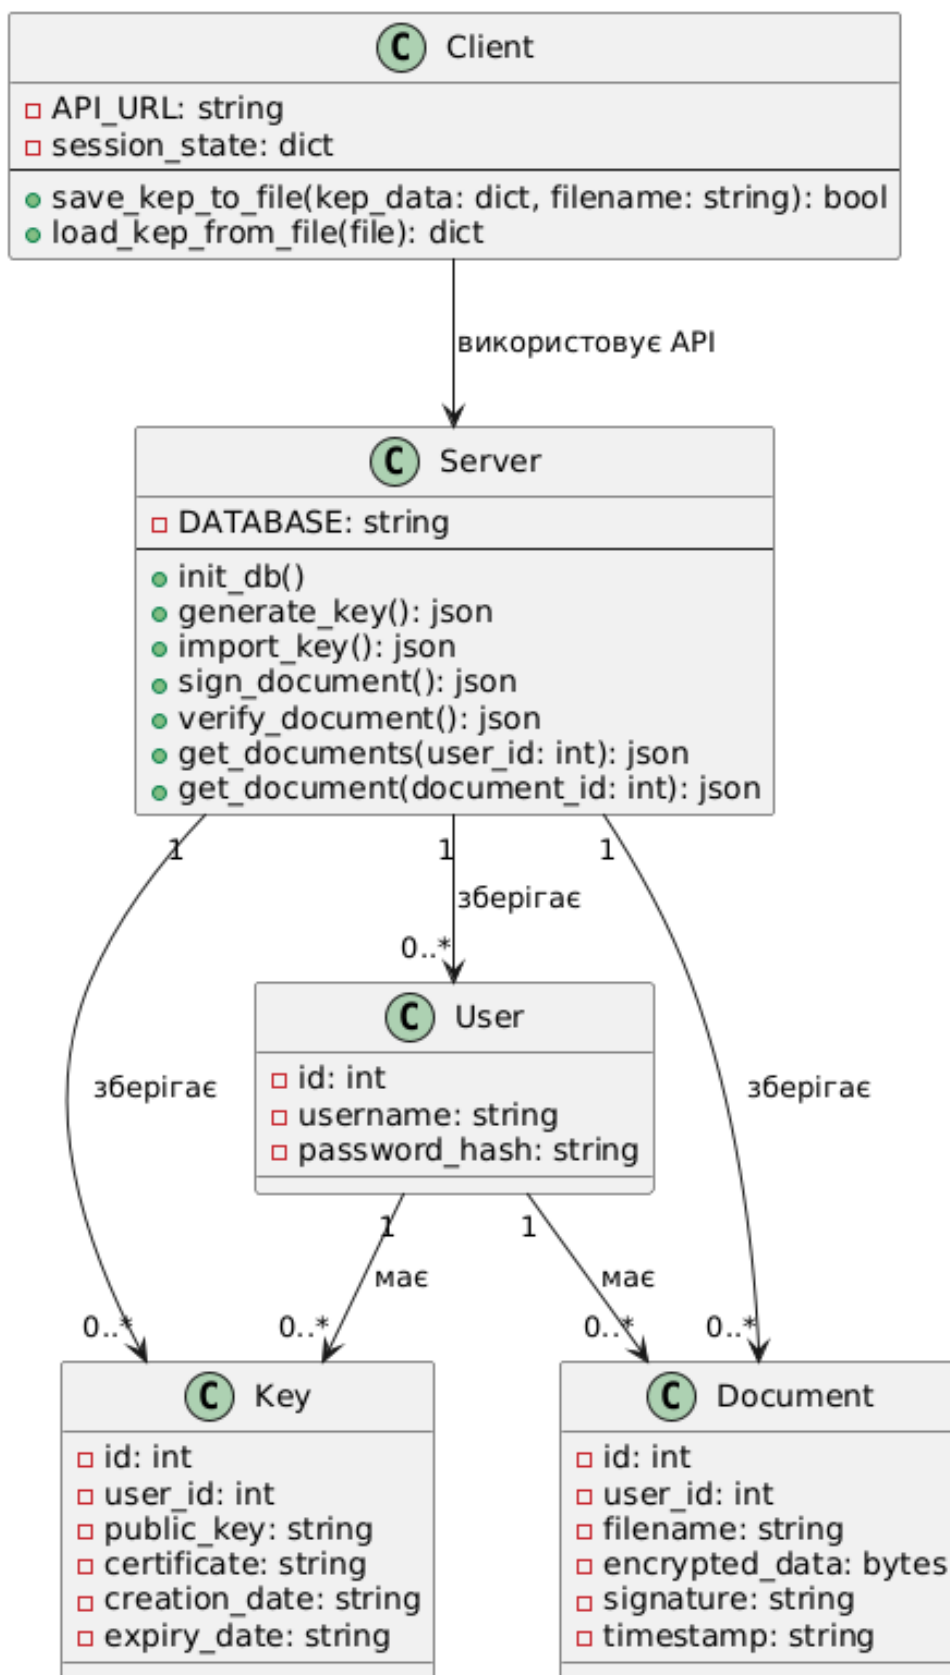 C Client
API_URL: string
session_state: dict
save_kep_to_file(kep_data: dict, filename: string): bool
load_kep_from_file(file): dict
використовує API
C Server
DATABASE: string
init_db()
generate_key(): json
import_key(): json
sign_document(): json
verify_document(): json
get_documents(user_id: int): json
get_document(document_id: int): json
1 1 1
зберігає
0..*
C User
id: int
username: string
password_hash: string
зберігає
зберігає
1 1
має має
0..* 0..* 0..* 0..*
C Key
id: int
user_id: int
public_key: string
certificate: string
creation_date: string
expiry_date: string
C Document
id: int
user_id: int
filename: string
encrypted_data: bytes
signature: string
timestamp: string